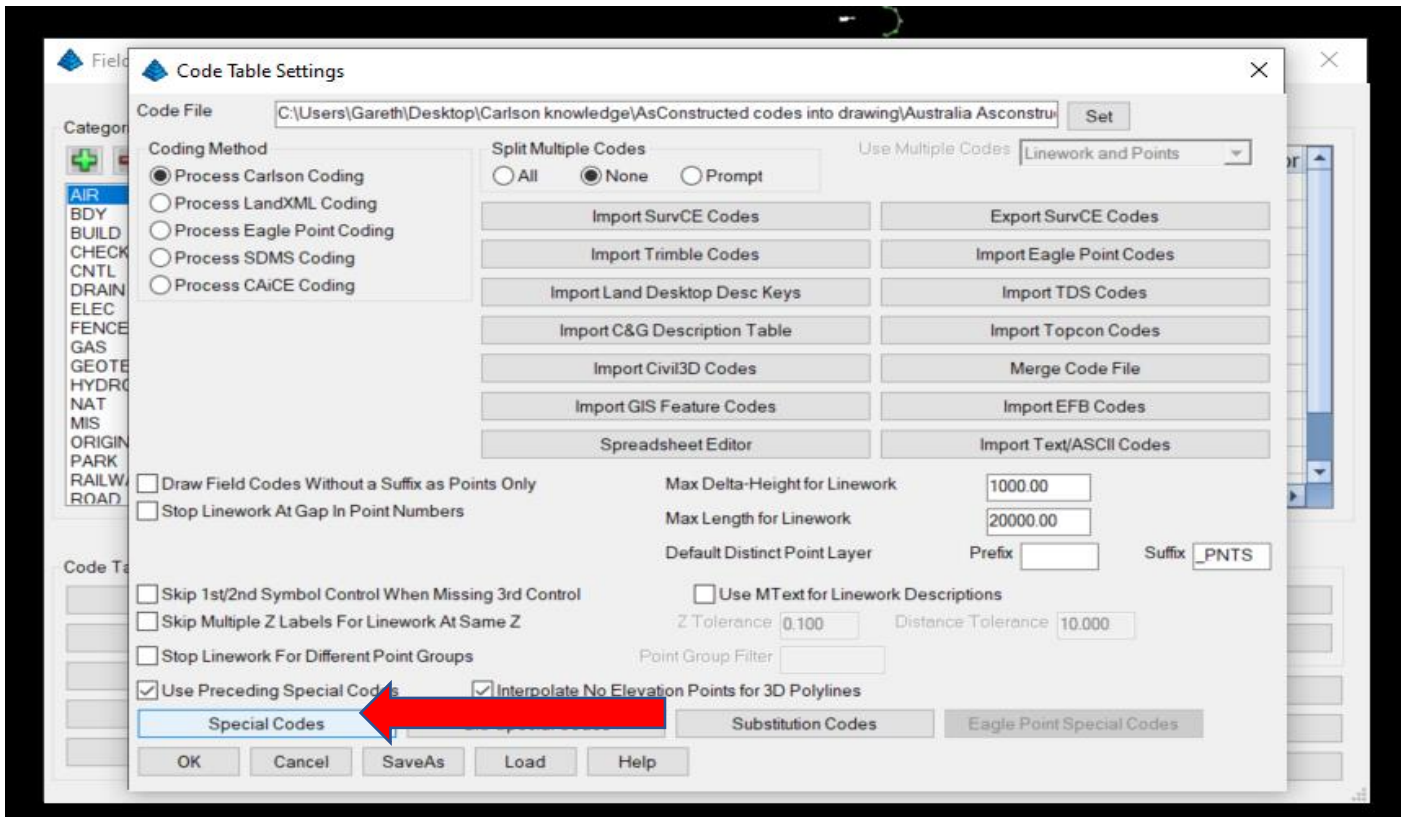 Field
Code Table Settings
Code File C:\Users\Gareth\Desktop\Carlson knowledge\AsConstructed codes into drawing\Australia Asconstru Set
Categor
Coding Method
Process Carlson Coding
Process LandXML Coding
Process Eagle Point Coding
Process SDMS Coding
Process CAiCE Coding
Split Multiple Codes
All None Prompt
Use Multiple Codes Linework and Points
or
AIR
BDY
BUILD
CHECK
CNTL
DRAIN
ELEC
FENCE
GAS
GEOTE
HYDRO
NAT
MIS
ORIGIN
PARK
RAILW
ROAD
Import SurvCE Codes Export SurvCE Codes
Import Trimble Codes Import Eagle Point Codes
Import Land Desktop Desc Keys Import TDS Codes
Import C&G Description Table Import Topcon Codes
Import Civil3D Codes Merge Code File
Import GIS Feature Codes Import EFB Codes
Spreadsheet Editor Import Text/ASCII Codes
Draw Field Codes Without a Suffix as Points Only Max Delta-Height for Linework 1000.00
Stop Linework At Gap In Point Numbers Max Length for Linework 20000.00
Default Distinct Point Layer Prefix Suffix _PNTS
Code Ta
Skip 1st/2nd Symbol Control When Missing 3rd Control Use MText for Linework Descriptions
Skip Multiple Z Labels For Linework At Same Z Z Tolerance 0.100 Distance Tolerance 10.000
Stop Linework For Different Point Groups Point Group Filter
Use Preceding Special Codes Interpolate No Elevation Points for 3D Polylines
Special Codes Substitution Codes Eagle Point Special Codes
OK Cancel SaveAs Load Help